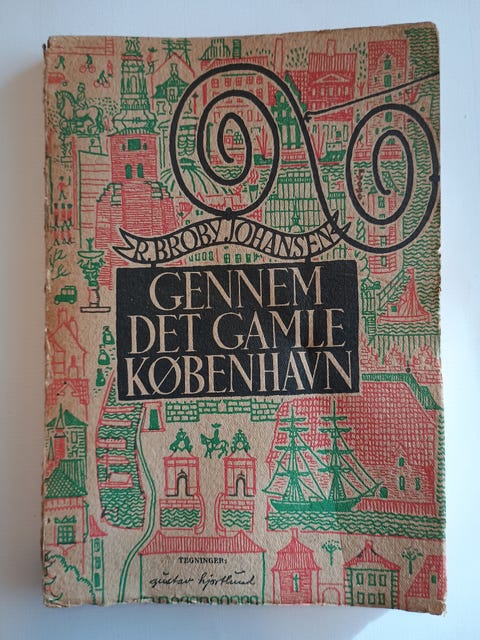 R. BROBY JOHANSEN
GENNEM
DET GAMLE
KØBENHAVN
TEGNINGER:
gustav hjortlund